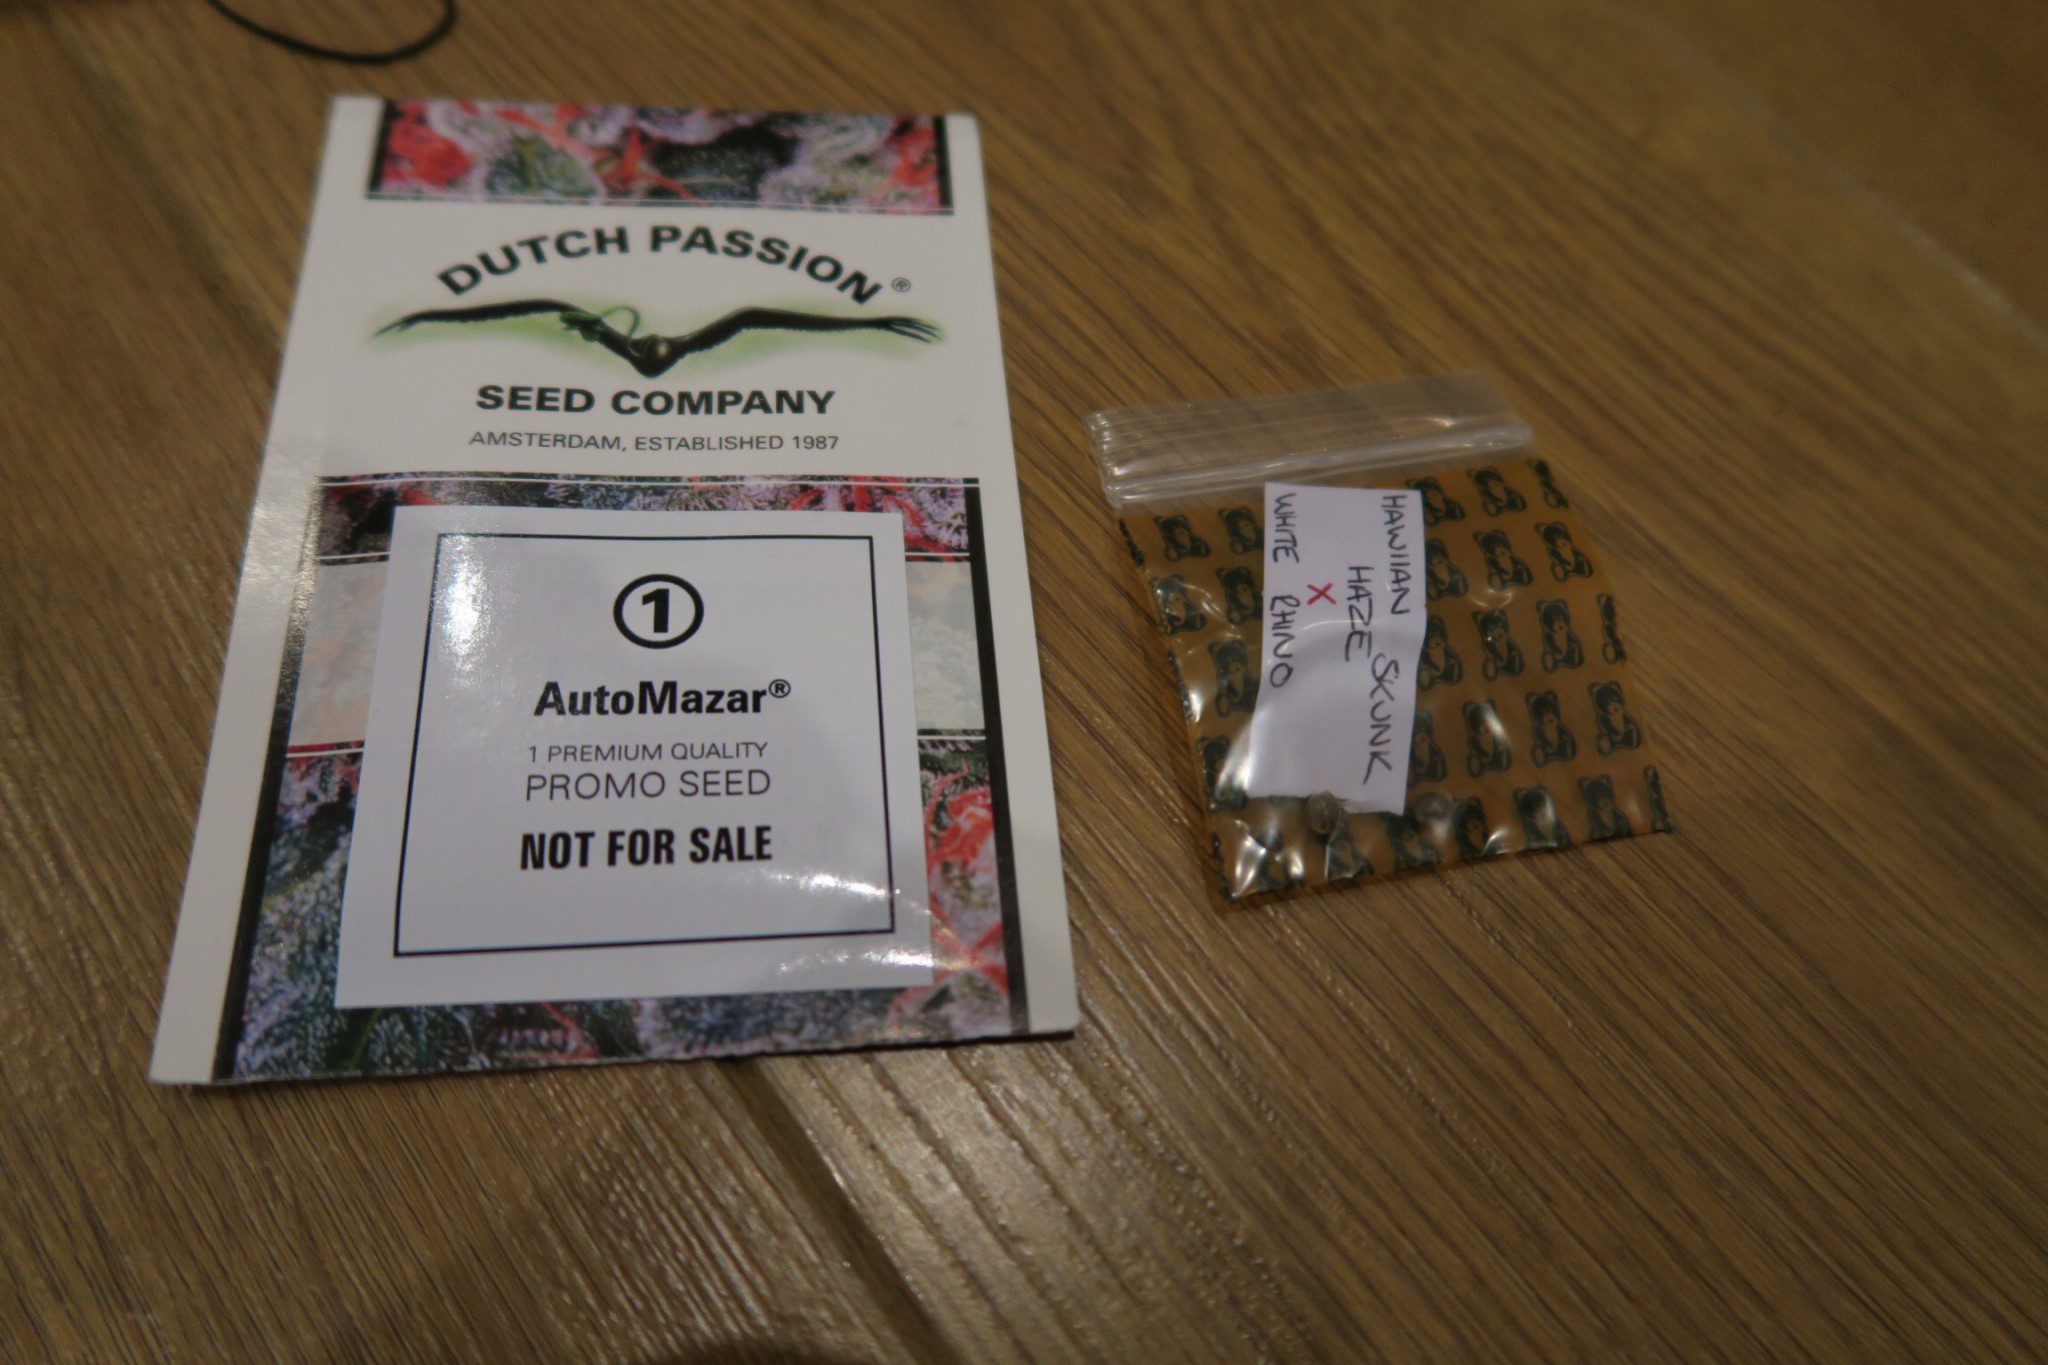 DUTCH PASSION®
SEED COMPANY
AMSTERDAM, ESTABLISHED 1987
1
AutoMazar®
1 PREMIUM QUALITY
PROMO SEED
NOT FOR SALE
HAWIIAN
HAZE SKUNK
X
WHITE RHINO